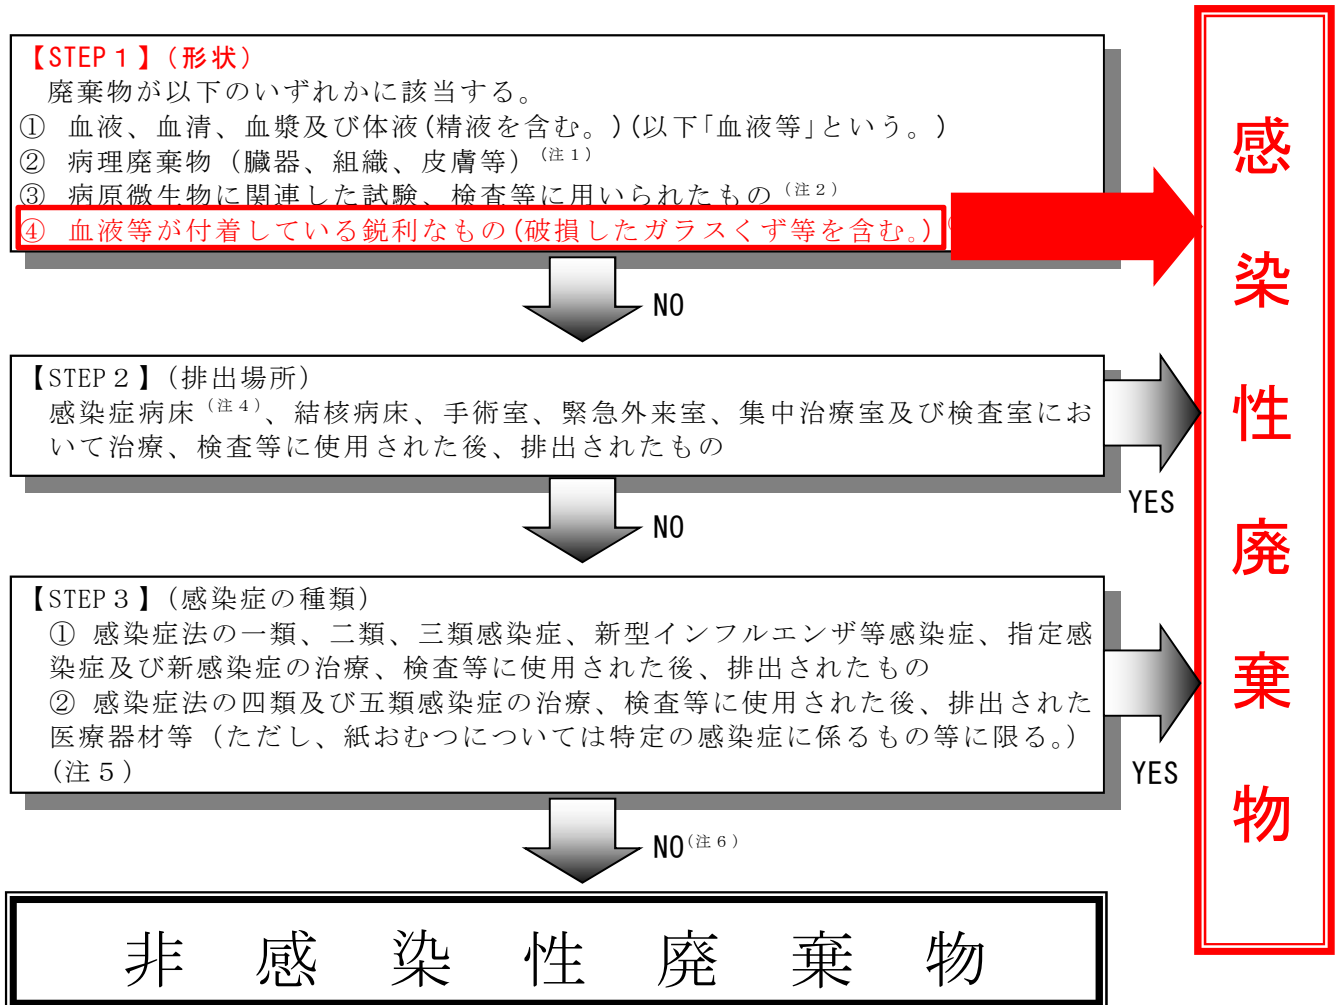 【STEP１】(形状)
廃棄物が以下のいずれかに該当する。
① 血液、血清、血漿及び体液(精液を含む。)(以下「血液等」という。)
② 病理廃棄物（臓器、組織、皮膚等）（注１）
③ 病原微生物に関連した試験、検査等に用いられたもの（注２）
④ 血液等が付着している鋭利なもの(破損したガラスくず等を含む。)
NO
【STEP２】(排出場所)
感染症病床（注４）、結核病床、手術室、緊急外来室、集中治療室及び検査室にお
いて治療、検査等に使用された後、排出されたもの
YES
NO
【STEP３】(感染症の種類)
① 感染症法の一類、二類、三類感染症、新型インフルエンザ等感染症、指定感
染症及び新感染症の治療、検査等に使用された後、排出されたもの
② 感染症法の四類及び五類感染症の治療、検査等に使用された後、排出された
医療器材等（ただし、紙おむつについては特定の感染症に係るもの等に限る。）
（注５）
YES
NO（注６）
非感染性廃棄物
感染性廃棄物